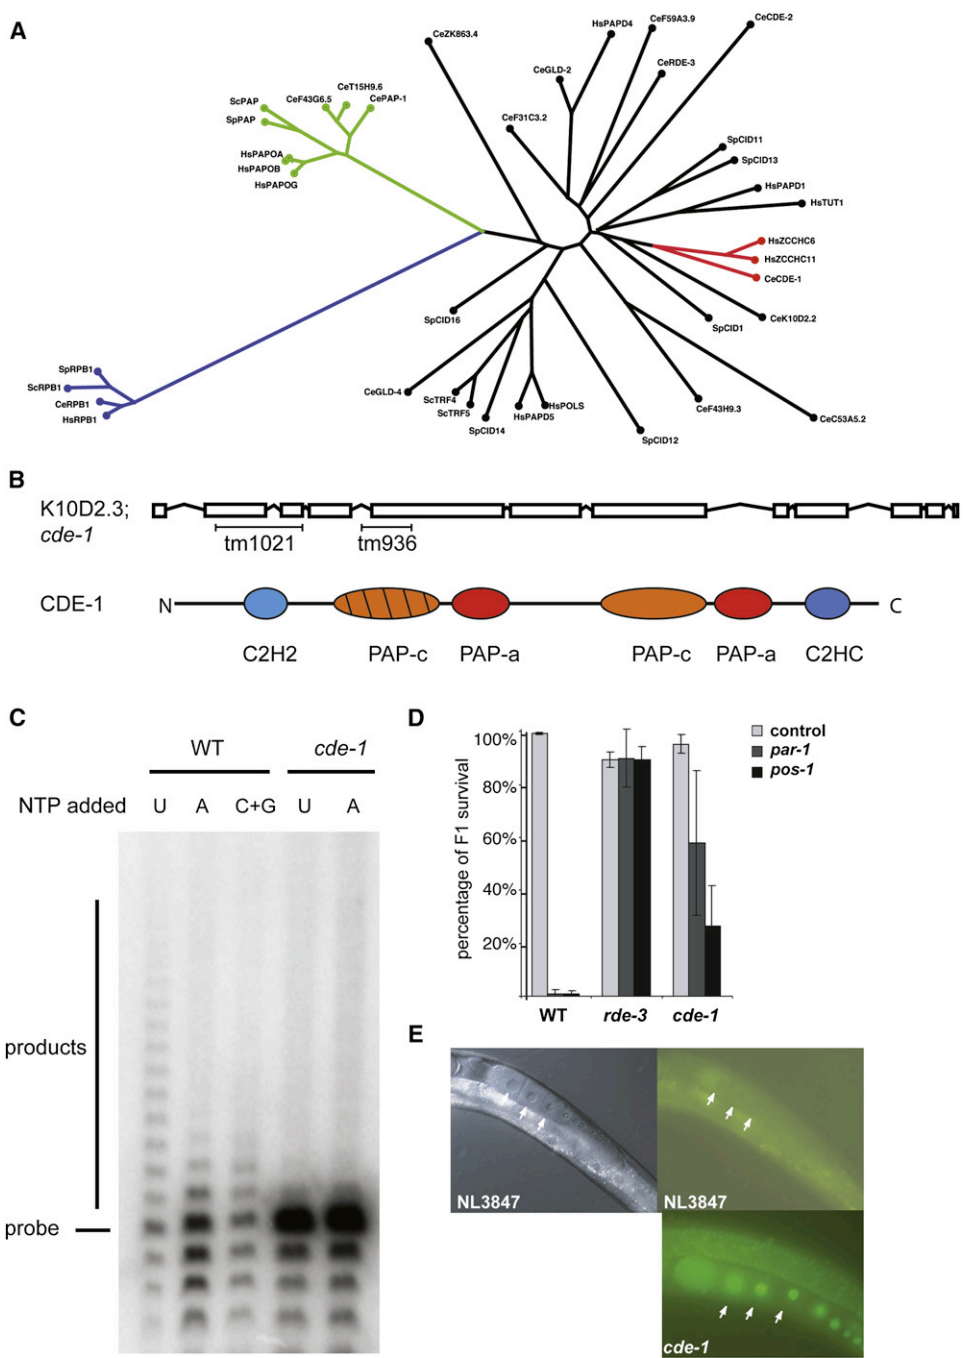 A
CeZK863.4
HsPAPD4
CeF59A3.9
CeCDE-2
CeGLD-2
CeRDE-3
CeT15H9.6
CeF43G6.5
CePAP-1
ScPAP
SpPAP
CeF31C3.2
HsPAPOA
HsPAPOB
HsPAPOG
SpCID11
SpCID13
HsPAPD1
HsTUT1
HsZCCHC6
HsZCCHC11
CeCDE-1
SpCID16
SpCID1
CeK10D2.2
SpRPB1
ScRPB1
CeRPB1
HsRPB1
CeGLD-4
ScTRF4
ScTRF5
SpCID14
HsPAPD5
HsPOLS
SpCID12
CeF43H9.3
CeC53A5.2
B
K10D2.3;
cde-1
tm1021
tm936
CDE-1
N
C
C2H2
PAP-c
PAP-a
PAP-c
PAP-a
C2HC
C
WT
cde-1
NTP added
U
A
C+G
U
A
products
probe
D
percentage of F1 survival
100%
80%
60%
40%
20%
control
par-1
pos-1
WT
rde-3
cde-1
E
NL3847
NL3847
cde-1